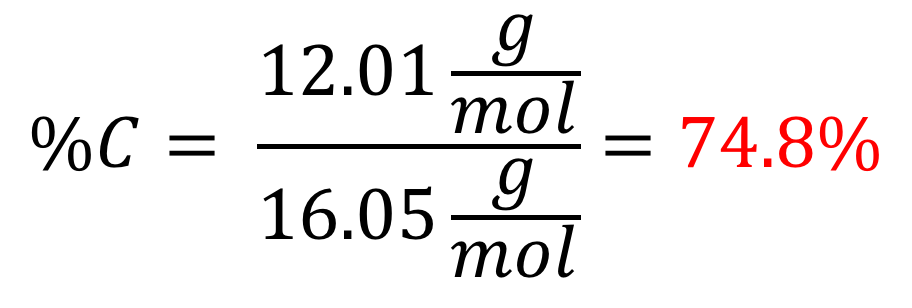 %C = 12.01 g/mol / 16.05 g/mol = 74.8%